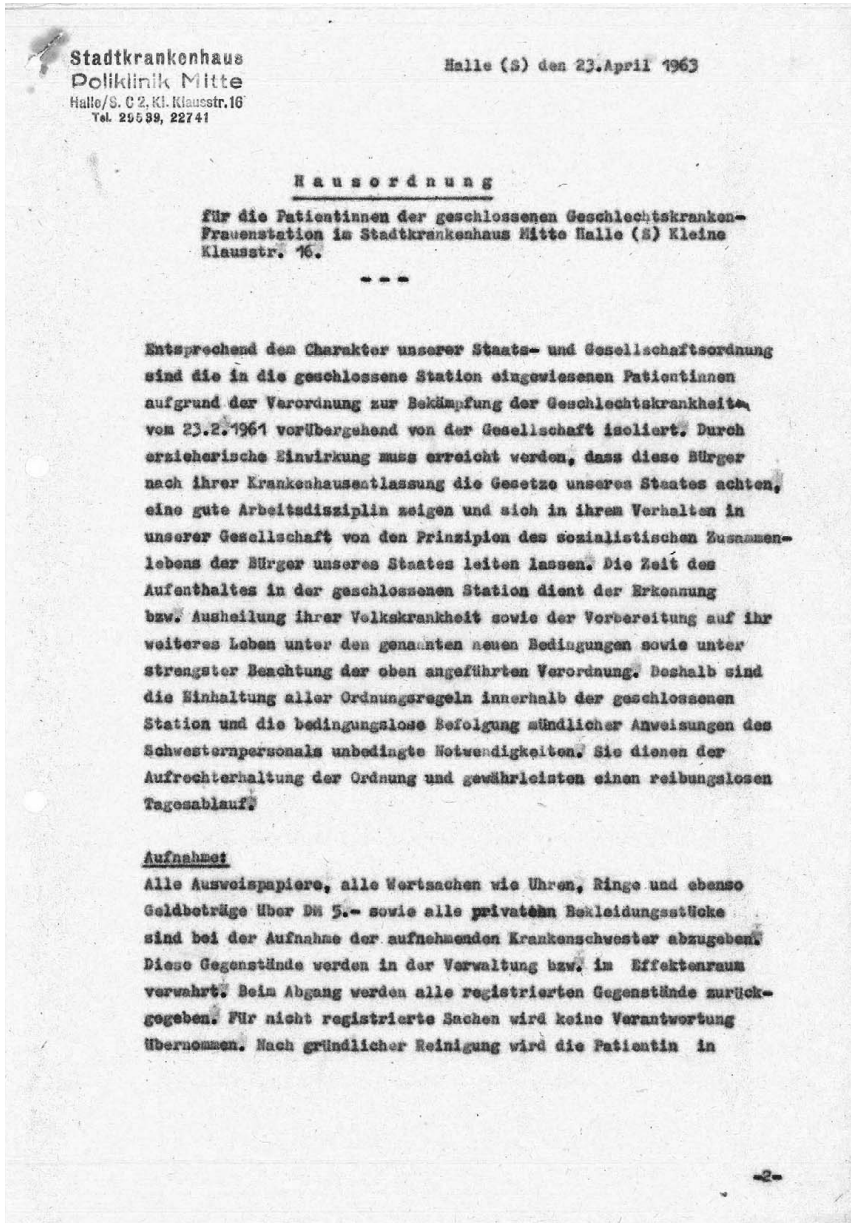 Stadtkrankenhaus
Poliklinik Mitte
Halle/S. C 2, Kl. Klausstr. 16
Tel. 29539, 22741
Halle (S) den 23.April 1963
H a u s o r d n u n g
für die Patientinnen der geschlossenen Geschlechtskranken-
Frauenstation im Stadtkrankenhaus Mitte Halle (S) Kleine
Klausstr. 16.
- - -
Entsprechend dem Charakter unserer Staats- und Gesellschaftsordnung
sind die in die geschlossene Station eingewiesenen Patientinnen
aufgrund der Verordnung zur Bekämpfung der Geschlechtskrankheiten
vom 23.2.1961 vorübergehend von der Gesellschaft isoliert. Durch
erzieherische Einwirkung muss erreicht werden, dass diese Bürger
nach ihrer Krankenhausentlassung die Gesetze unseres Staates achten,
eine gute Arbeitsdisziplin zeigen und sich in ihrem Verhalten in
unserer Gesellschaft von den Prinzipien des sozialistischen Zusammen-
lebens der Bürger unseres Staates leiten lassen. Die Zeit des
Aufenthaltes in der geschlossenen Station dient der Erkennung
bzw. Ausheilung ihrer Volkskrankheit sowie der Vorbereitung auf ihr
weiteres Leben unter den genannten neuen Bedingungen sowie unter
strengster Beachtung der oben angeführten Verordnung. Deshalb sind
die Einhaltung aller Ordnungsregeln innerhalb der geschlossenen
Station und die bedingungslose Befolgung mündlicher Anweisungen des
Schwesternpersonals unbedingte Notwendigkeiten. Sie dienen der
Aufrechterhaltung der Ordnung und gewährleisten einen reibungslosen
Tagesablauf.
Aufnahme:
Alle Ausweispapiere, alle Wertsachen wie Uhren, Ringe und ebenso
Geldbeträge über DM 5.- sowie alle privatehn Bekleidungsstücke
sind bei der Aufnahme der aufnehmenden Krankenschwester abzugeben.
Diese Gegenstände werden in der Verwaltung bzw. im Effektenraum
verwahrt. Beim Abgang werden alle registrierten Gegenstände zurück-
gegeben. Für nicht registrierte Sachen wird keine Verantwortung
übernommen. Nach gründlicher Reinigung wird die Patientin in
-2-